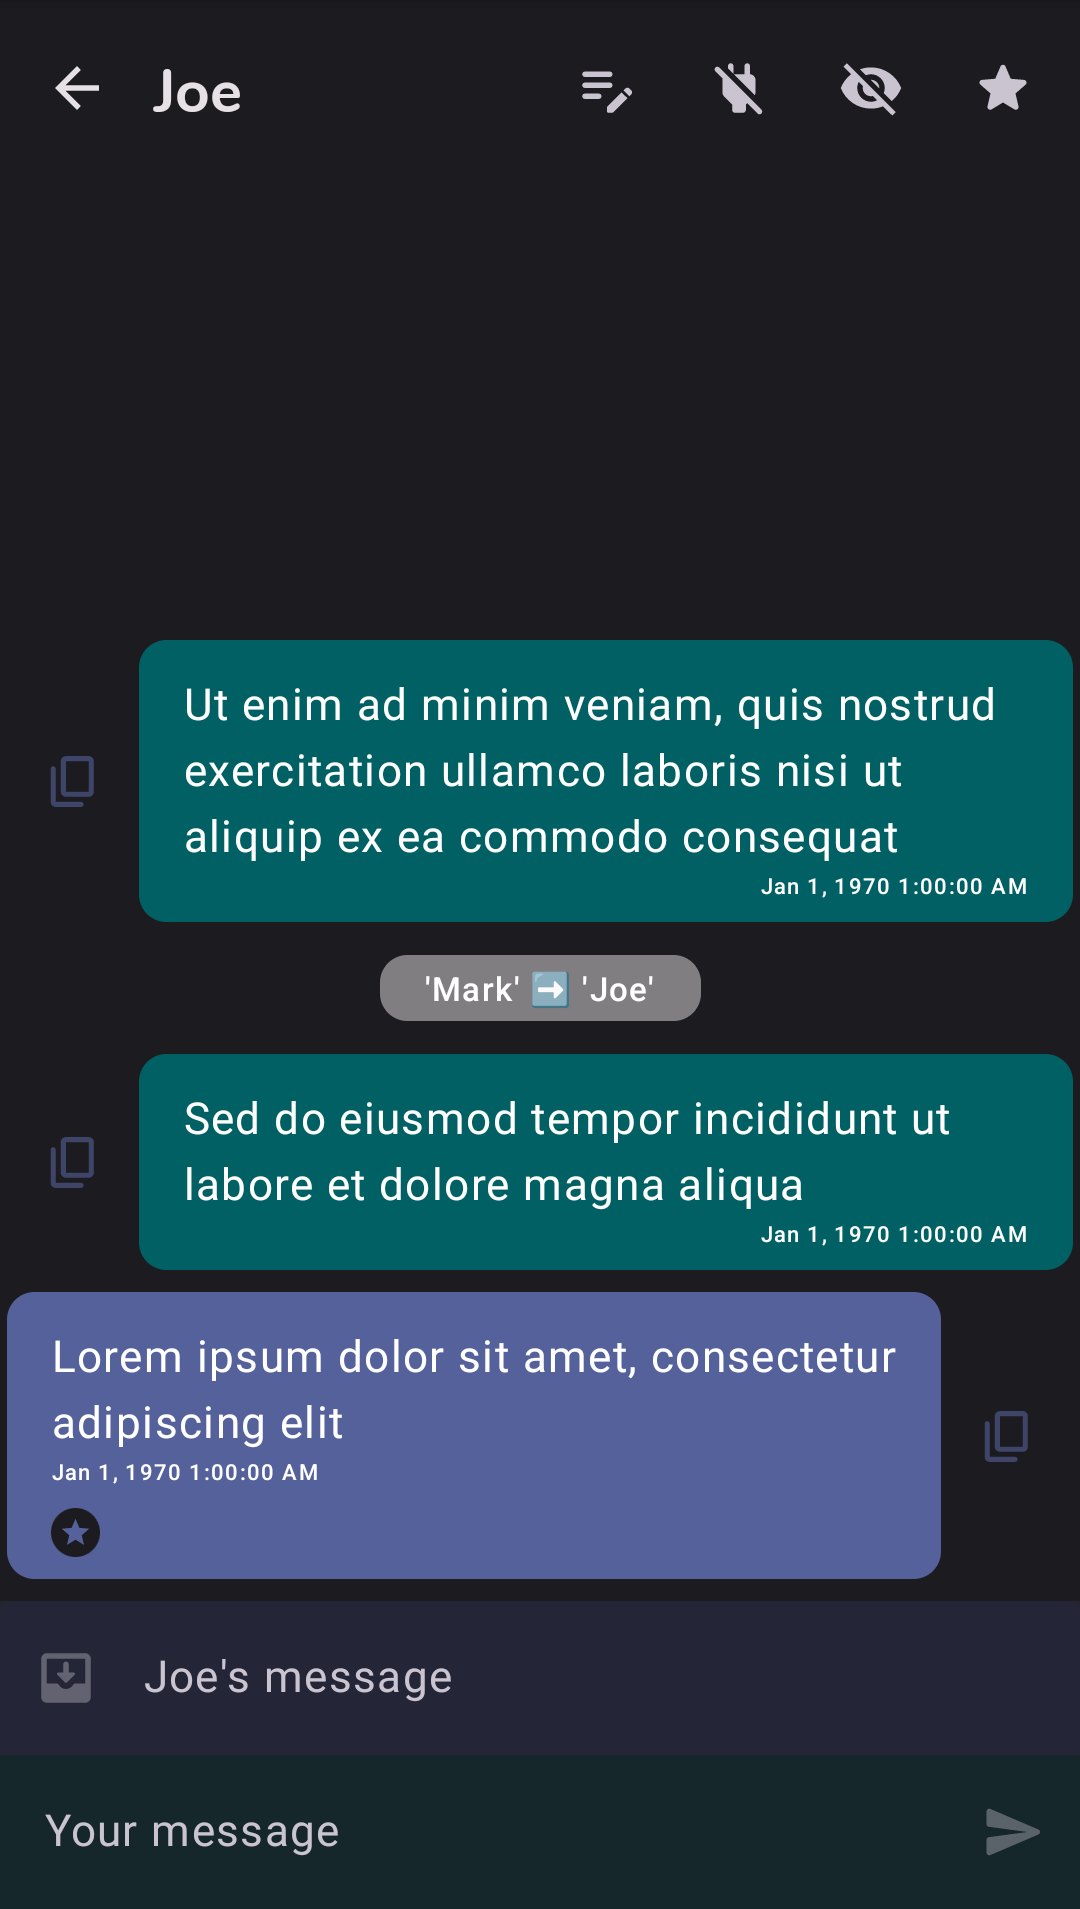 Joe
Ut enim ad minim veniam, quis nostrud
exercitation ullamco laboris nisi ut
aliquip ex ea commodo consequat
Jan 1, 1970 1:00:00 AM
'Mark' ➡️ 'Joe'
Sed do eiusmod tempor incididunt ut
labore et dolore magna aliqua
Jan 1, 1970 1:00:00 AM
Lorem ipsum dolor sit amet, consectetur
adipiscing elit
Jan 1, 1970 1:00:00 AM
Joe's message
Your message